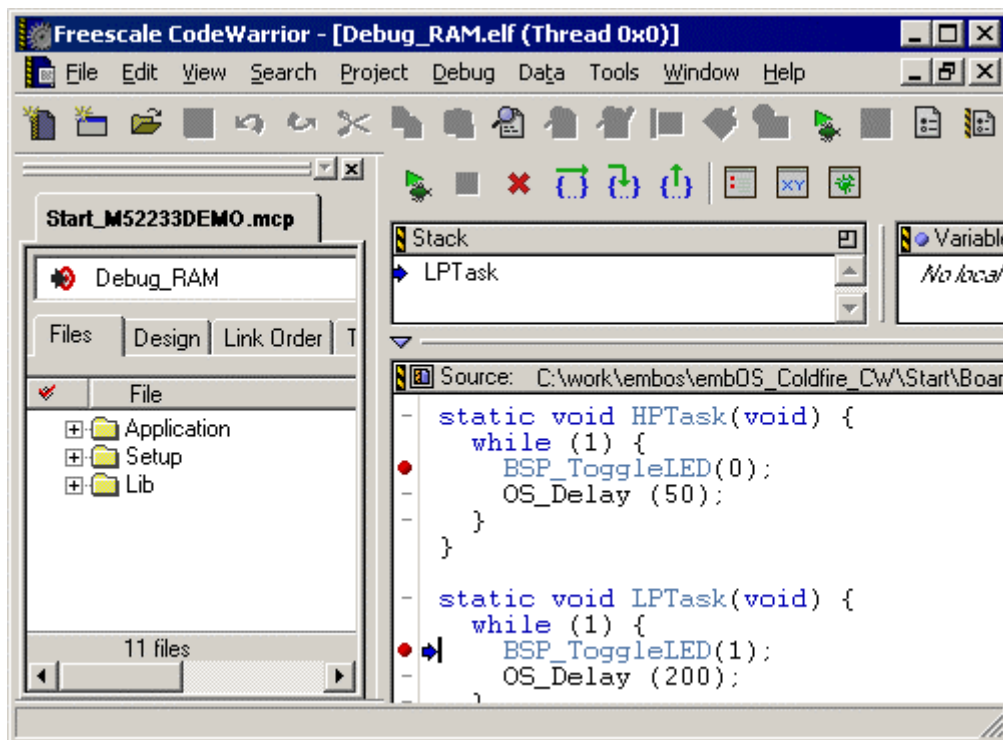 Freescale CodeWarrior - [Debug_RAM.elf (Thread 0x0)]
File Edit View Search Project Debug Data Tools Window Help
Start_M52233DEMO.mcp
Debug_RAM
Files Design Link Order T
File
Application
Setup
Lib
11 files
Stack
LPTask
Variable
No local
Source: C:\work\embos\embOS_Coldfire_CW\Start\Boar
static void HPTask(void) {
while (1) {
BSP_ToggleLED(0);
OS_Delay (50);
}
}
static void LPTask(void) {
while (1) {
BSP_ToggleLED(1);
OS_Delay (200);
}